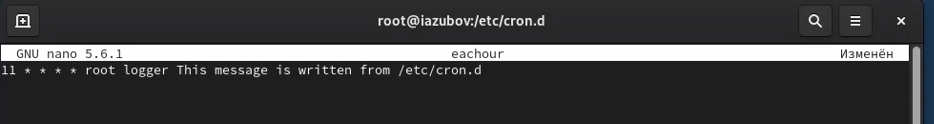 root@iazubov:/etc/cron.d
GNU nano 5.6.1 eachour Изменён
11 * * * * root logger This message is written from /etc/cron.d